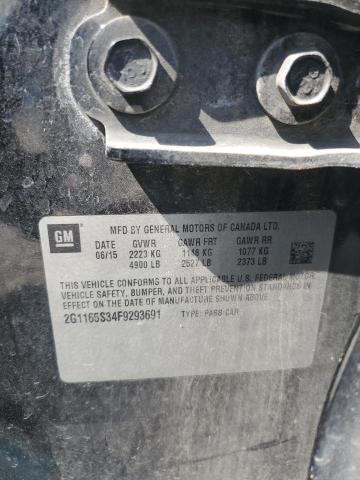 MFD BY GENERAL MOTORS OF CANADA LTD.
GM
DATE GVWR GAWR FRT GAWR RR
06/15 2223 KG 1146 KG 1077 KG
4900 LB 2527 LB 2373 LB
THIS VEHICLE CONFORMS TO ALL APPLICABLE U.S. FEDERAL MOTOR
VEHICLE SAFETY, BUMPER, AND THEFT PREVENTION STANDARDS IN
EFFECT ON THE DATE OF MANUFACTURE SHOWN ABOVE.
2G1165S34F9293691 TYPE: PASS CAR